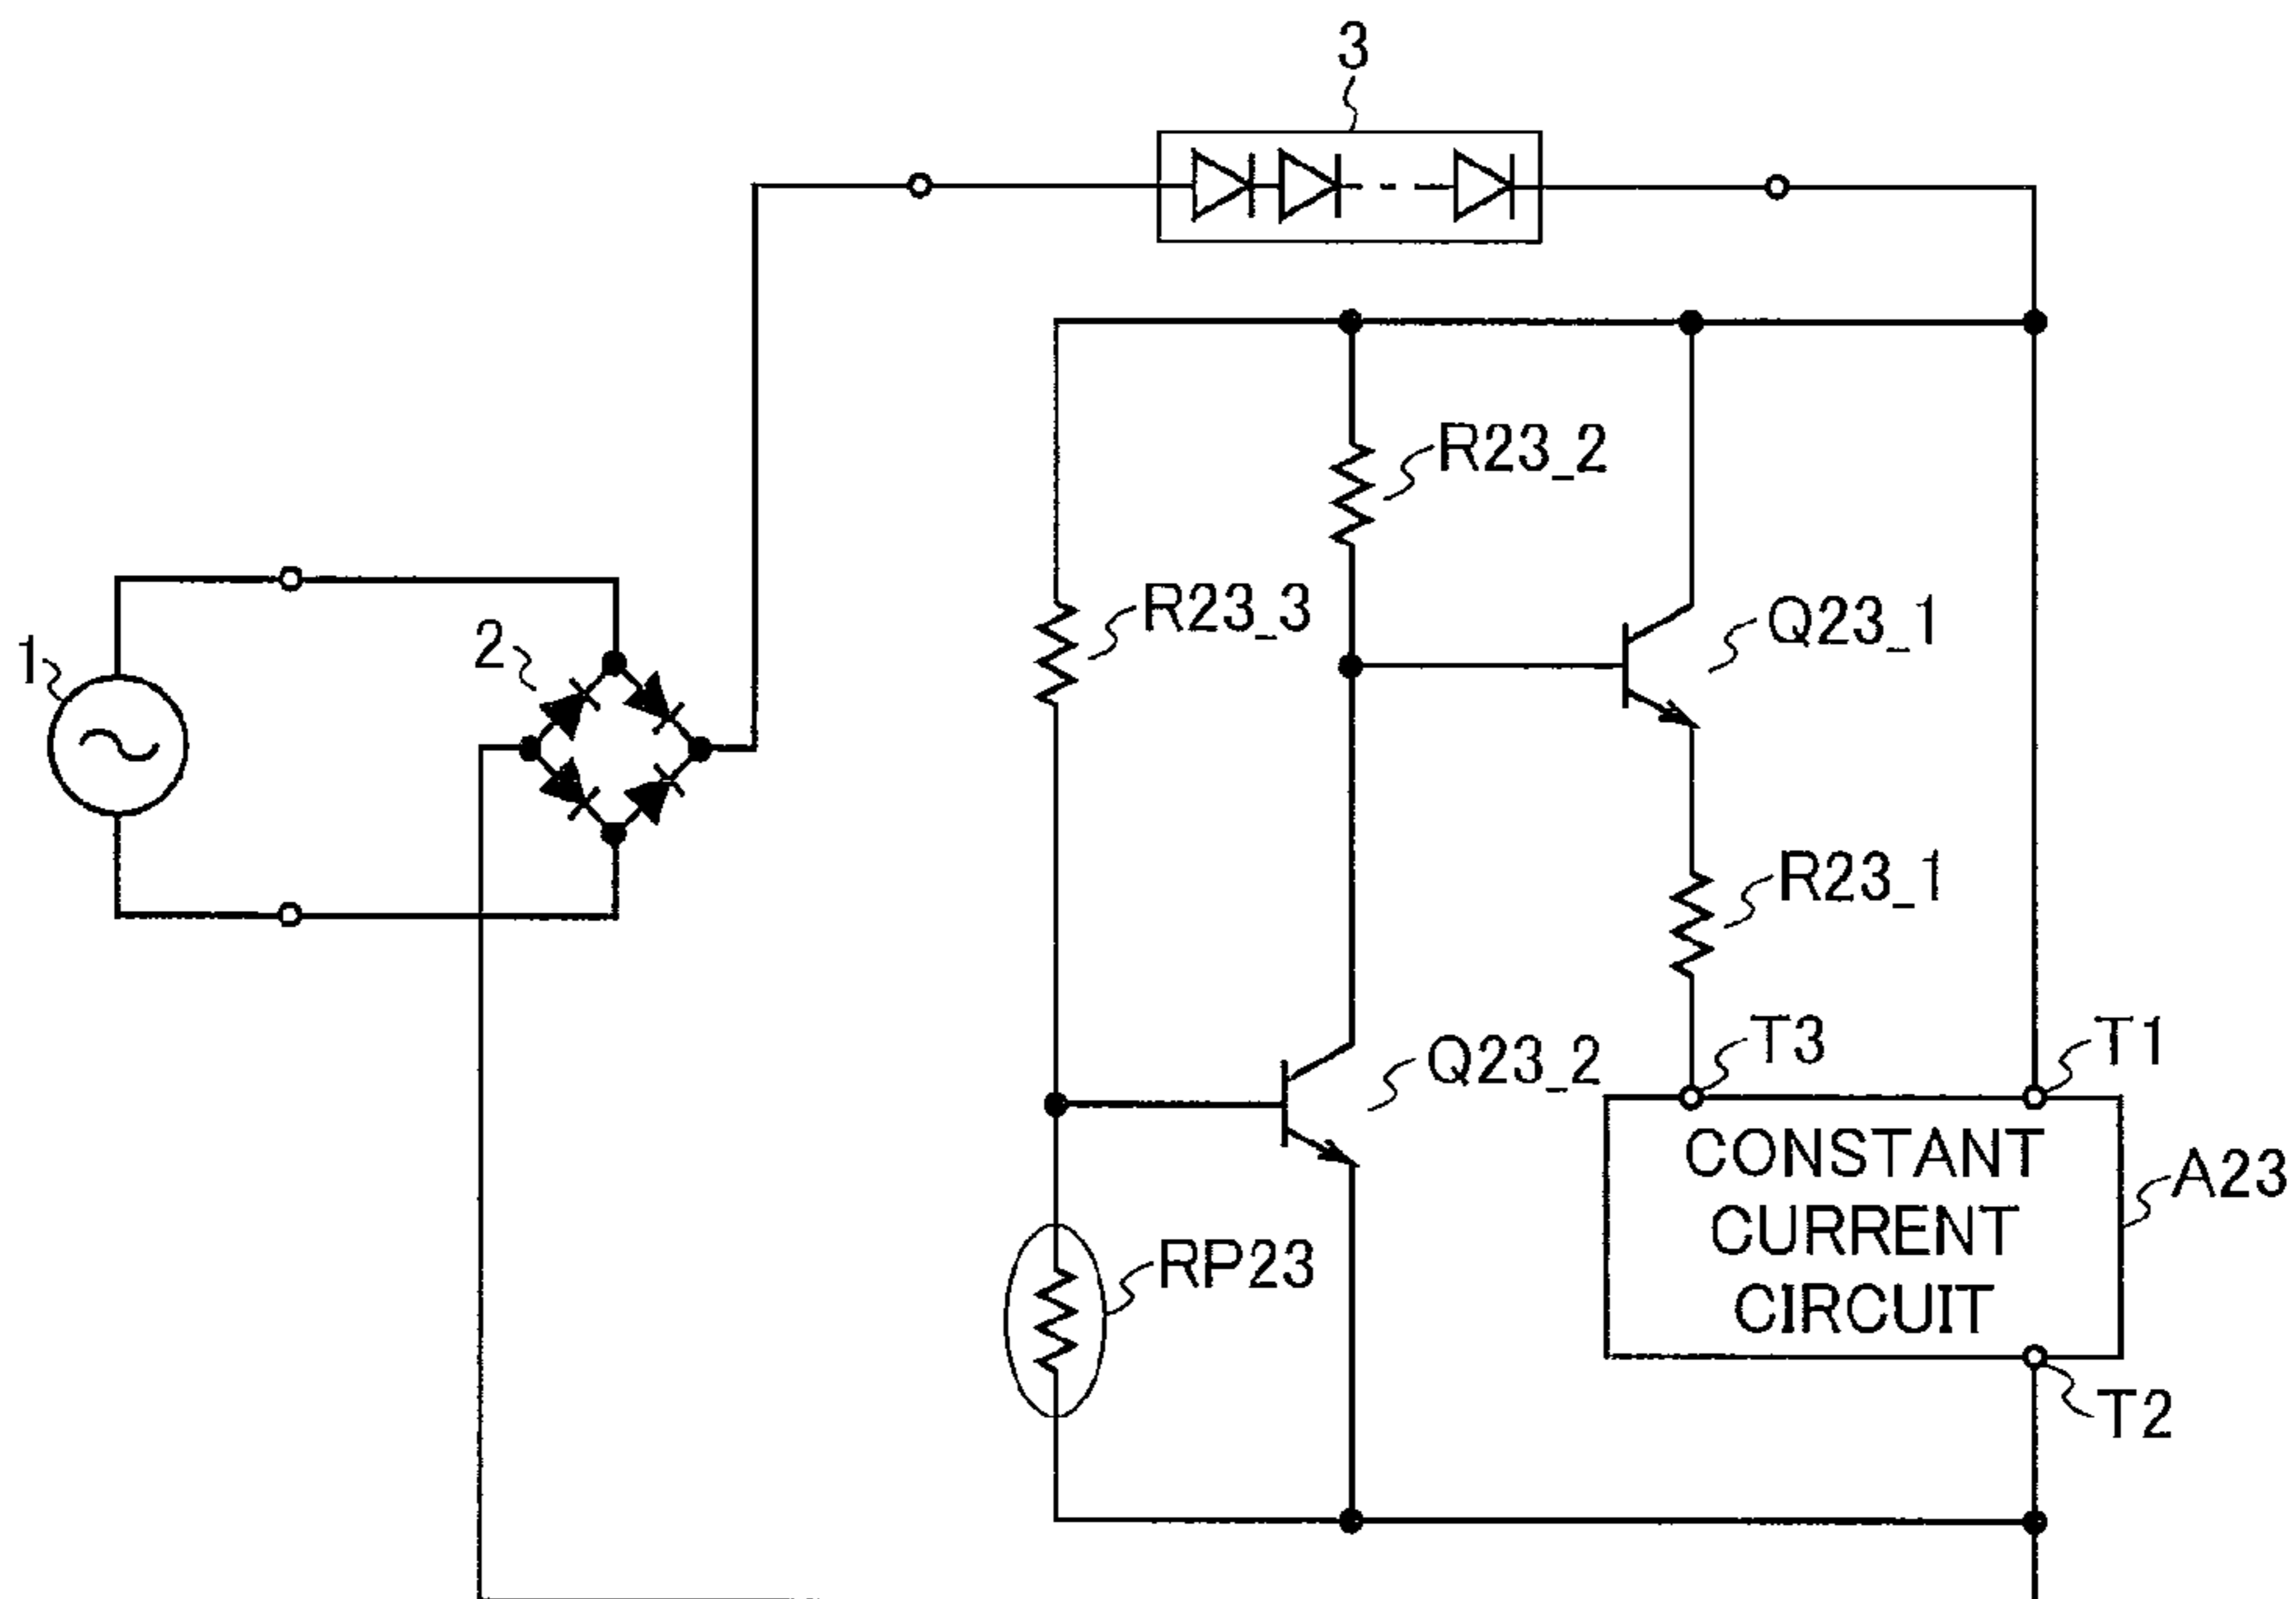 3
R23_2
R23_3
Q23_1
2
1
R23_1
T3
T1
Q23_2
CONSTANT
CURRENT
CIRCUIT
A23
RP23
T2